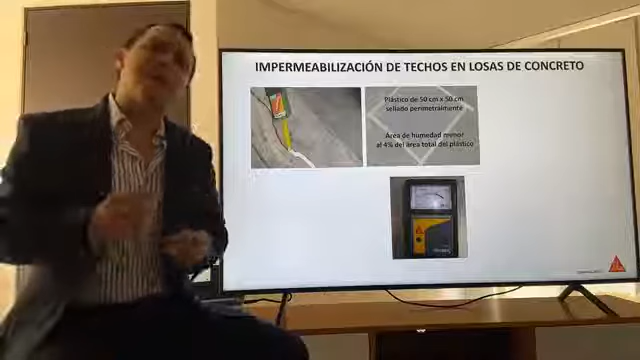 IMPERMEABILIZACIÓN DE TECHOS EN LOSAS DE CONCRETO
Plástico de 50 cm x 50 cm
sellado perimetralmente
Área de humedad menor
al 4% del área total del plástico